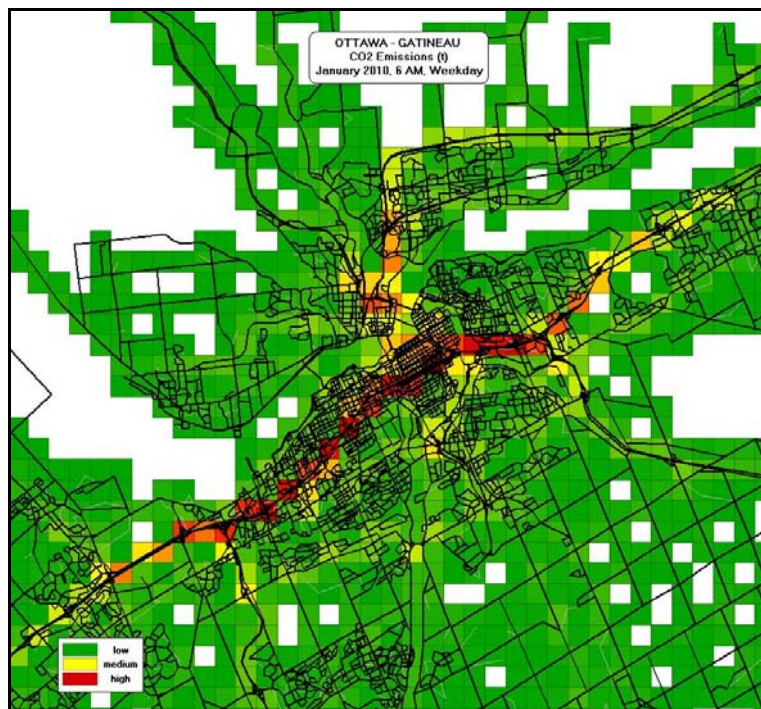 OTTAWA - GATINEAU
CO2 Emissions (t)
January 2010, 6 AM, Weekday
low
medium
high